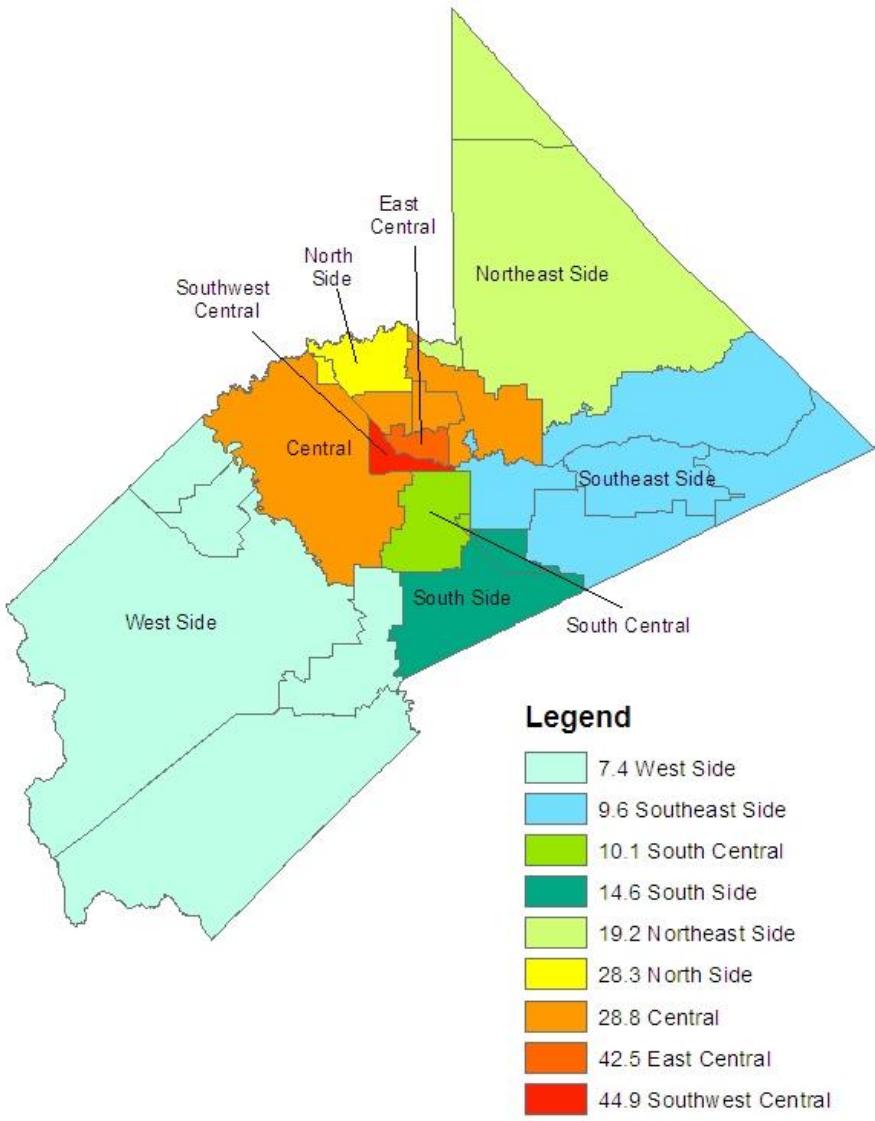 East
Central
North
Side
Southwest
Central
Northeast Side
Central
Southeast Side
South Side
West Side
South Central
Legend
7.4 West Side
9.6 Southeast Side
10.1 South Central
14.6 South Side
19.2 Northeast Side
28.3 North Side
28.8 Central
42.5 East Central
44.9 Southwest Central